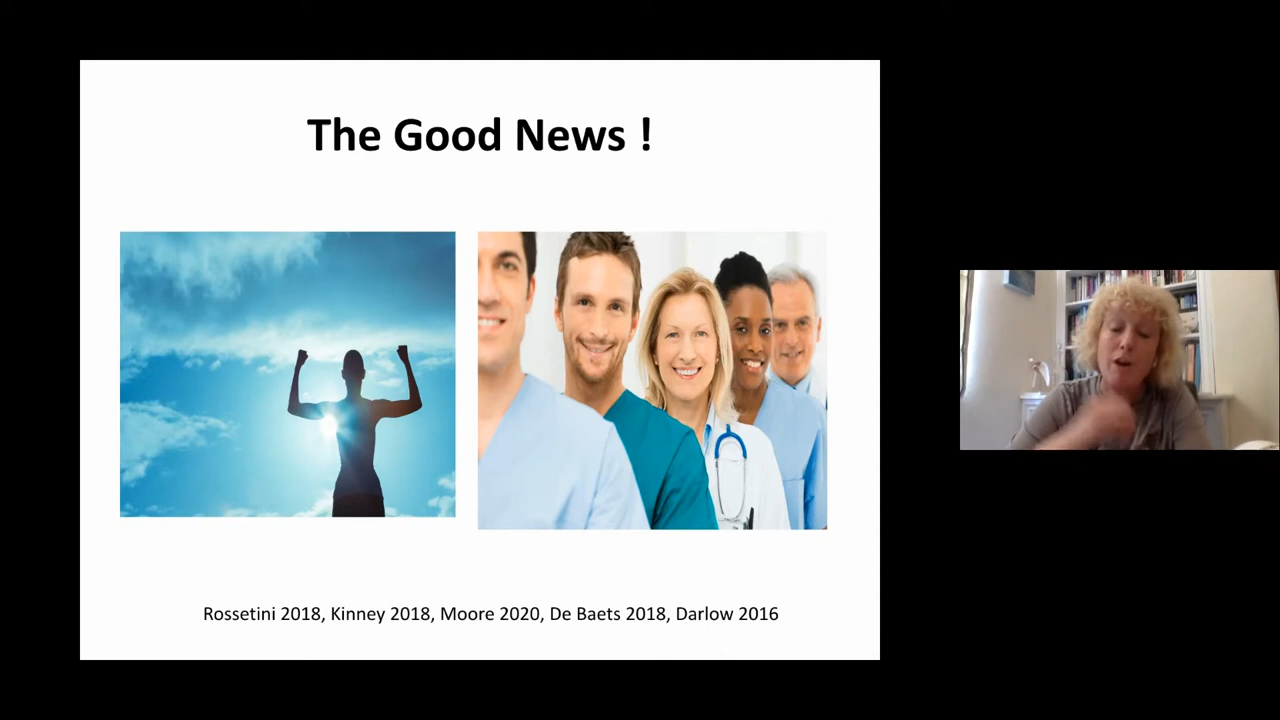 The Good News !
Rossetini 2018, Kinney 2018, Moore 2020, De Baets 2018, Darlow 2016